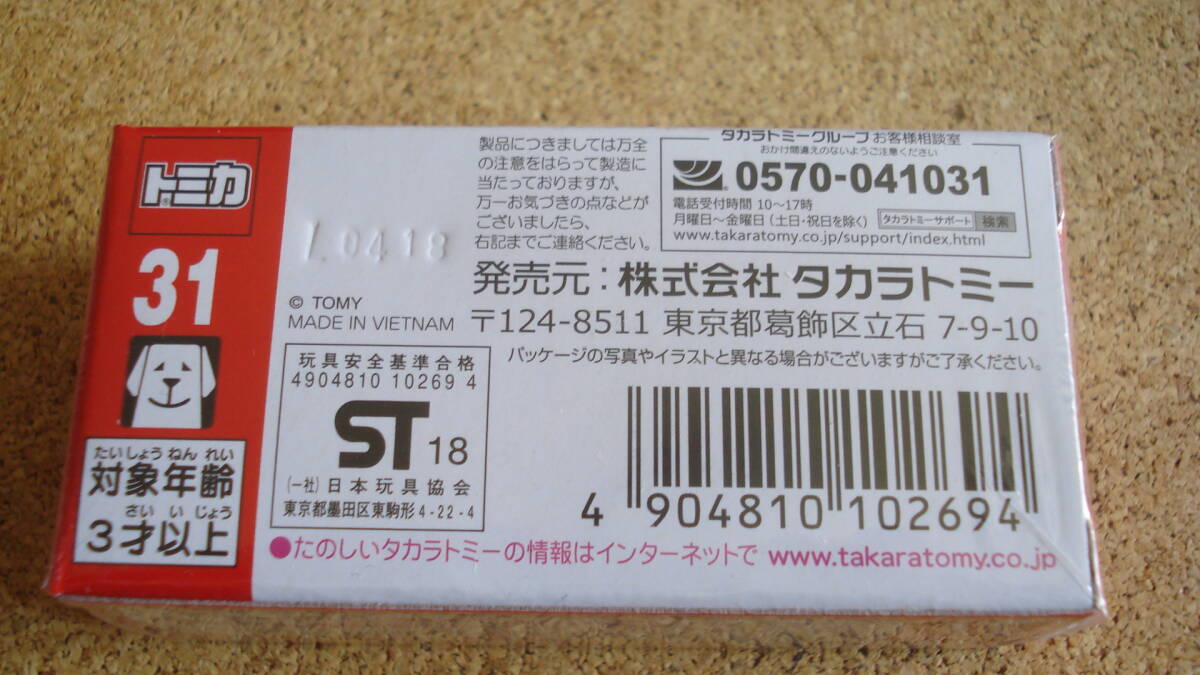 トミカ
®
31
たいしょう ねん れい
対象年齢
さい い じょう
3才以上
0418
© TOMY
MADE IN VIETNAM
玩具安全基準合格
4904810 10269 4
ST 18
(一社)日本玩具協会
東京都墨田区東駒形4-22-4
製品につきましては万全
の注意をはらって製造に
当たっておりますが、
万一お気づきの点などが
ございましたら、
右記までご連絡ください。
タカラトミーグループお客様相談室
おかけ間違えのないようご注意ください
0570-041031
電話受付時間 10〜17時
月曜日〜金曜日(土・日・祝日を除く) タカラトミーサポート 検索
www.takaratomy.co.jp/support/index.html
発売元:株式会社 タカラトミー
〒124-8511 東京都葛飾区立石 7-9-10
パッケージの写真やイラストと異なる場合がございますがご了承ください。
4 904810 102694
●たのしいタカラトミーの情報はインターネットで www.takaratomy.co.jp